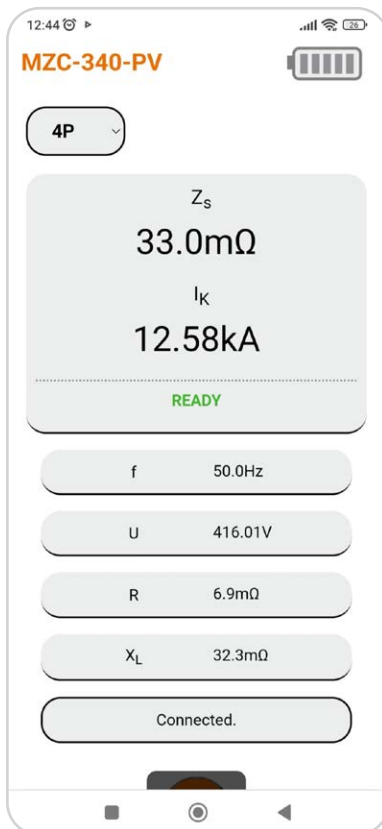 12:44
26
MZC-340-PV
4P
Zs
33.0mΩ
IK
12.58kA
READY
f 50.0Hz
U 416.01V
R 6.9mΩ
XL 32.3mΩ
Connected.